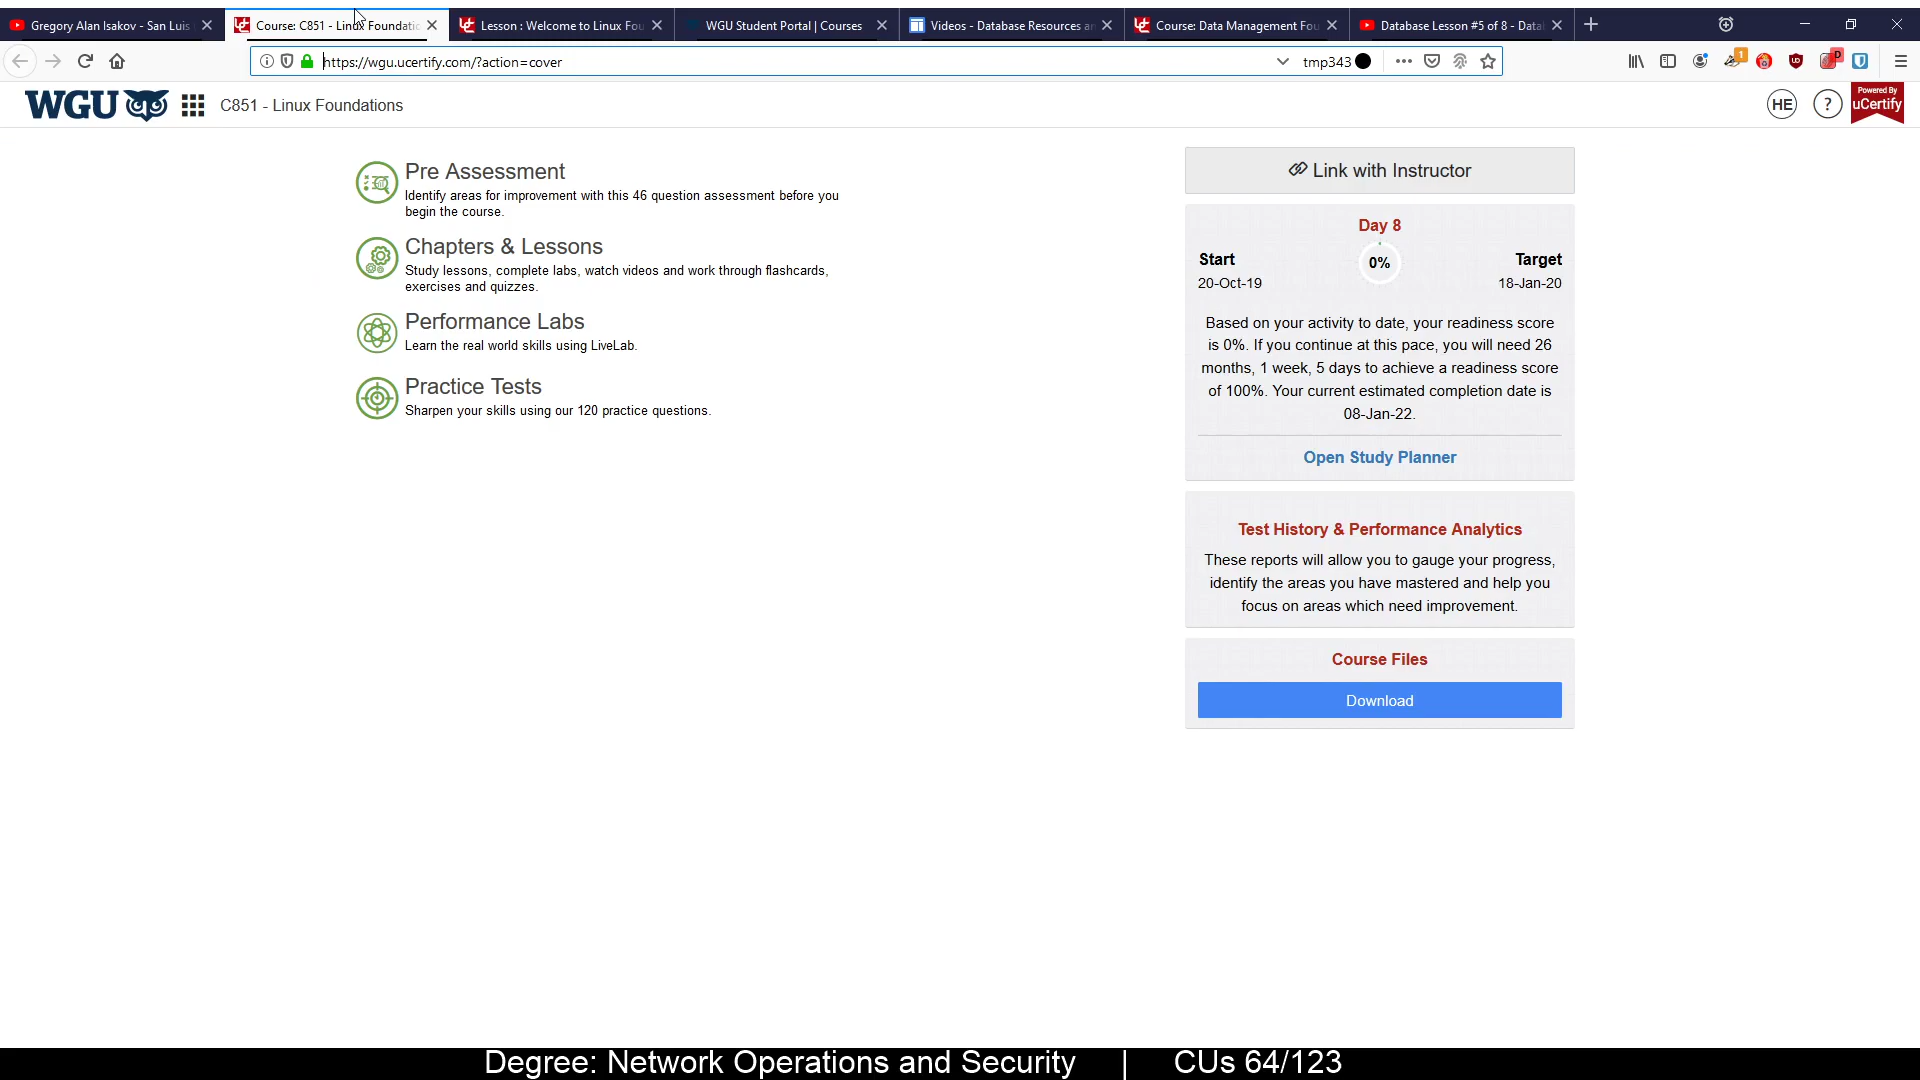 Gregory Alan Isakov - San Luis
Course: C851 - Linux Foundatic
Lesson : Welcome to Linux Fou
WGU Student Portal | Courses
Videos - Database Resources an
Course: Data Management Fou
Database Lesson #5 of 8 - Data
https://wgu.ucertify.com/?action=cover
tmp343
1
WGU
C851 - Linux Foundations
HE
?
Powered By
uCertify
Pre Assessment
Identify areas for improvement with this 46 question assessment before you
begin the course.
Chapters & Lessons
Study lessons, complete labs, watch videos and work through flashcards,
exercises and quizzes.
Performance Labs
Learn the real world skills using LiveLab.
Practice Tests
Sharpen your skills using our 120 practice questions.
Link with Instructor
Day 8
Start
0%
Target
20-Oct-19
18-Jan-20
Based on your activity to date, your readiness score
is 0%. If you continue at this pace, you will need 26
months, 1 week, 5 days to achieve a readiness score
of 100%. Your current estimated completion date is
08-Jan-22.
Open Study Planner
Test History & Performance Analytics
These reports will allow you to gauge your progress,
identify the areas you have mastered and help you
focus on areas which need improvement.
Course Files
Download
Degree: Network Operations and Security | CUs 64/123